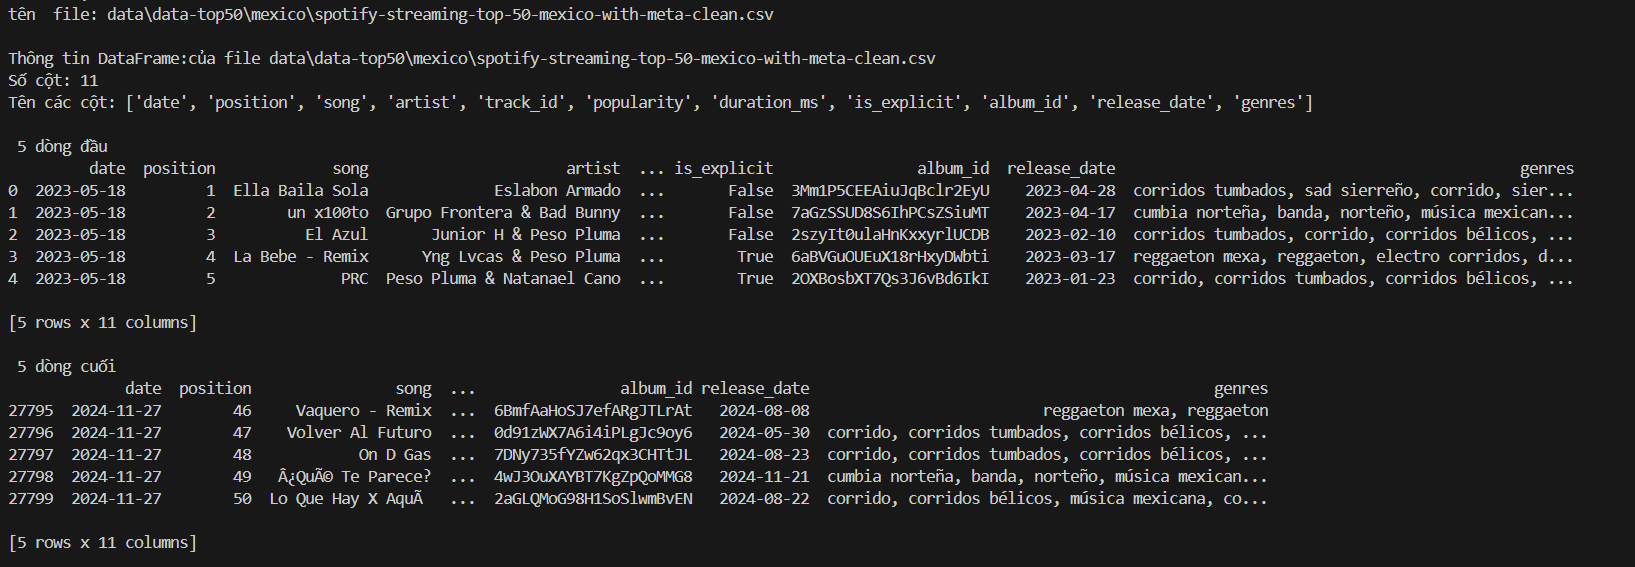 tên  file: data\data-top50\mexico\spotify-streaming-top-50-mexico-with-meta-clean.csv
Thông tin DataFrame:của file data\data-top50\mexico\spotify-streaming-top-50-mexico-with-meta-clean.csv
Số cột: 11
Tên các cột: ['date', 'position', 'song', 'artist', 'track_id', 'popularity', 'duration_ms', 'is_explicit', 'album_id', 'release_date', 'genres']
5 dòng đầu
date position song artist ... is_explicit album_id release_date genres
0 2023-05-18 1 Ella Baila Sola Eslabon Armado ... False 3Mm1P5CEEAiuJqBclr2EyU 2023-04-28 corridos tumbados, sad sierreño, corrido, sier...
1 2023-05-18 2 un x100to Grupo Frontera & Bad Bunny ... False 7aGzSSUD8S6IhPCsZSiuMT 2023-04-17 cumbia norteña, banda, norteño, música mexican...
2 2023-05-18 3 El Azul Junior H & Peso Pluma ... False 2szyIt0ulaHnKxxyrlUCDB 2023-02-10 corridos tumbados, corrido, corridos bélicos, ...
3 2023-05-18 4 La Bebe - Remix Yng Lvcas & Peso Pluma ... True 6aBVGuOUEuX18rHxyDWbti 2023-03-17 reggaeton mexa, reggaeton, electro corridos, d...
4 2023-05-18 5 PRC Peso Pluma & Natanael Cano ... True 2OXBosbXT7Qs3J6vBd6IkI 2023-01-23 corrido, corridos tumbados, corridos bélicos, ...
[5 rows x 11 columns]
5 dòng cuối
date position song ... album_id release_date genres
27795 2024-11-27 46 Vaquero - Remix ... 6BmfAaHoSJ7efARgJTLrAt 2024-08-08 reggaeton mexa, reggaeton
27796 2024-11-27 47 Volver Al Futuro ... 0d91zWX7A6i4iPLgJc9oy6 2024-05-30 corrido, corridos tumbados, corridos bélicos, ...
27797 2024-11-27 48 On D Gas ... 7DNy735fYZw62qx3CHTtJL 2024-08-23 corrido, corridos tumbados, corridos bélicos, ...
27798 2024-11-27 49 Â¿QuÃ© Te Parece? ... 4wJ3OuXAYBT7KgZpQoMMG8 2024-11-21 cumbia norteña, banda, norteño, música mexican...
27799 2024-11-27 50 Lo Que Hay X AquÃ ... 2aGLQMoG98H1SoSlwmBvEN 2024-08-22 corrido, corridos bélicos, música mexicana, co...
[5 rows x 11 columns]